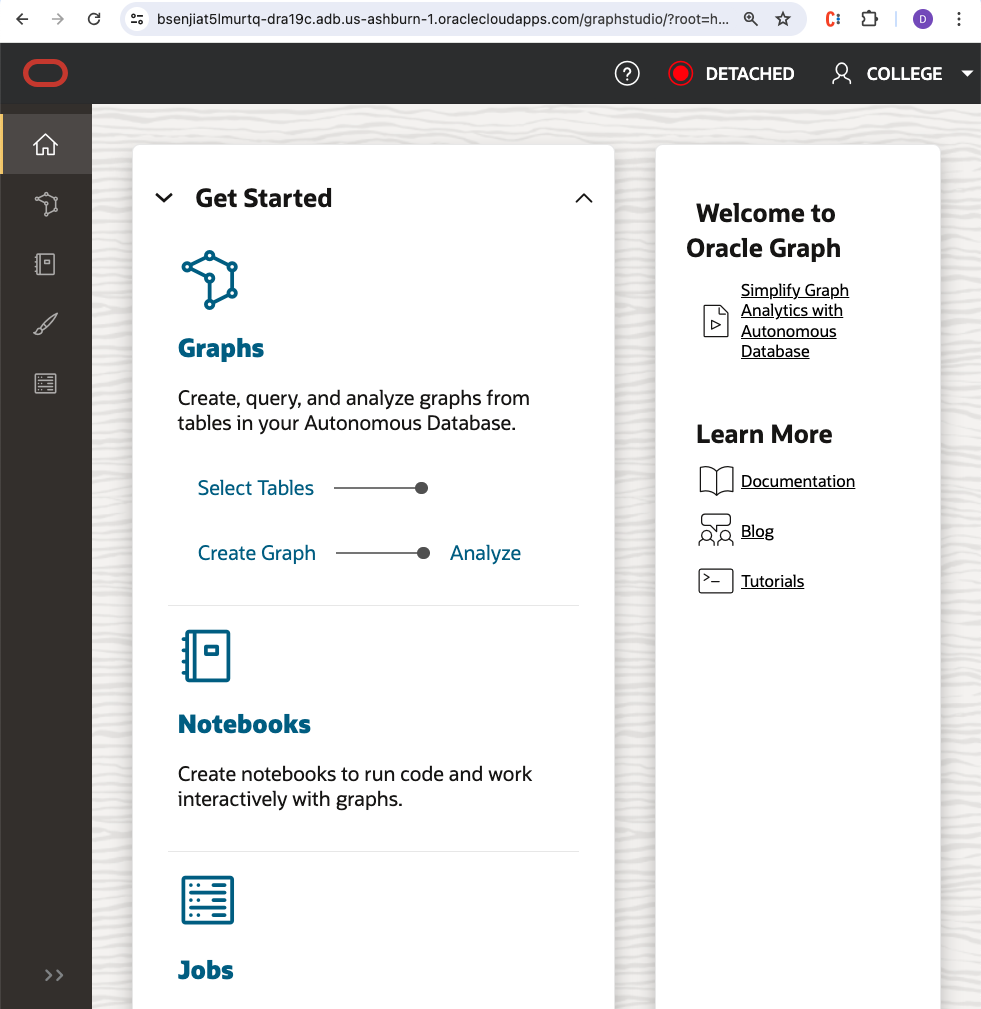 bsenjiat5lmurtq-dra19c.adb.us-ashburn-1.oraclecloudapps.com/graphstudio/?root=h...
D
DETACHED
COLLEGE
Get Started
Graphs
Create, query, and analyze graphs from
tables in your Autonomous Database.
Select Tables
Create Graph
Analyze
Notebooks
Create notebooks to run code and work
interactively with graphs.
Jobs
Welcome to
Oracle Graph
Simplify Graph
Analytics with
Autonomous
Database
Learn More
Documentation
Blog
Tutorials